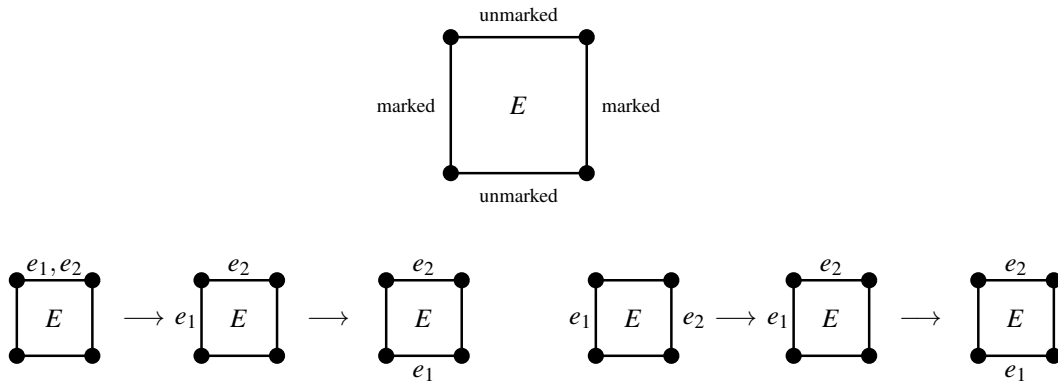 unmarked
marked E marked
unmarked
e₁, e₂ e₂ e₂ e₂ e₂
E ⟶ e₁ E ⟶ E e₁ E e₂ ⟶ e₁ E ⟶ E
e₁ e₁